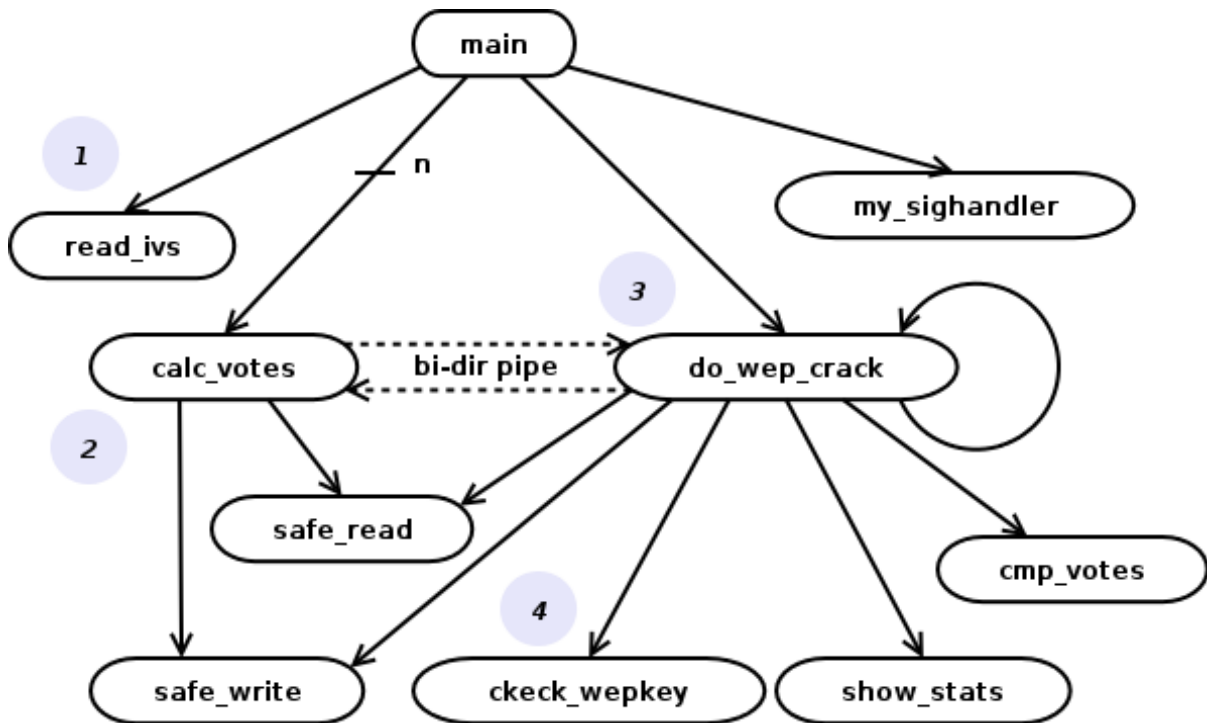 main
1
n
my_sighandler
read_ivs
3
calc_votes
bi-dir pipe
do_wep_crack
2
safe_read
cmp_votes
4
safe_write
ckeck_wepkey
show_stats